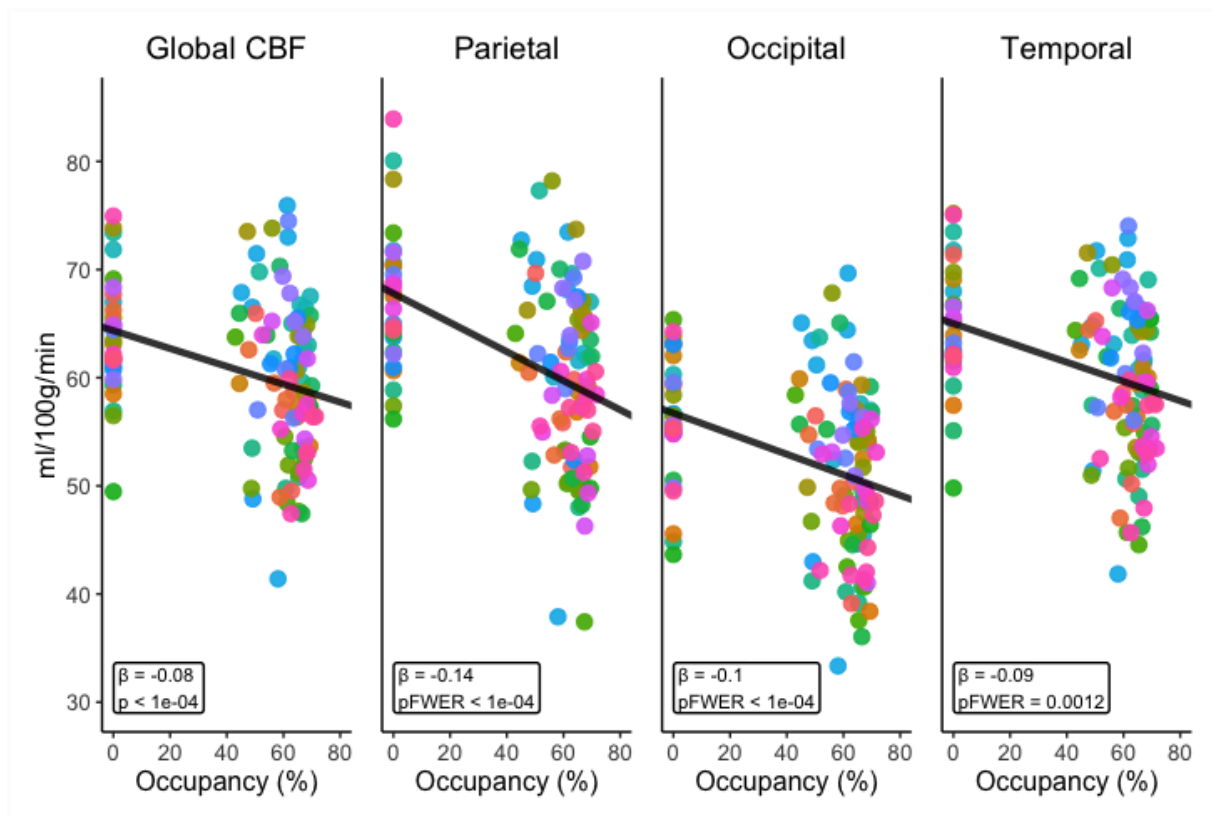 Global CBF
Parietal
Occipital
Temporal
ml/100g/min
80
70
60
50
40
30
β = -0.08
p < 1e-04
β = -0.14
pFWER < 1e-04
β = -0.1
pFWER < 1e-04
β = -0.09
pFWER = 0.0012
0 20 40 60 80
0 20 40 60 80
0 20 40 60 80
0 20 40 60 80
Occupancy (%)
Occupancy (%)
Occupancy (%)
Occupancy (%)